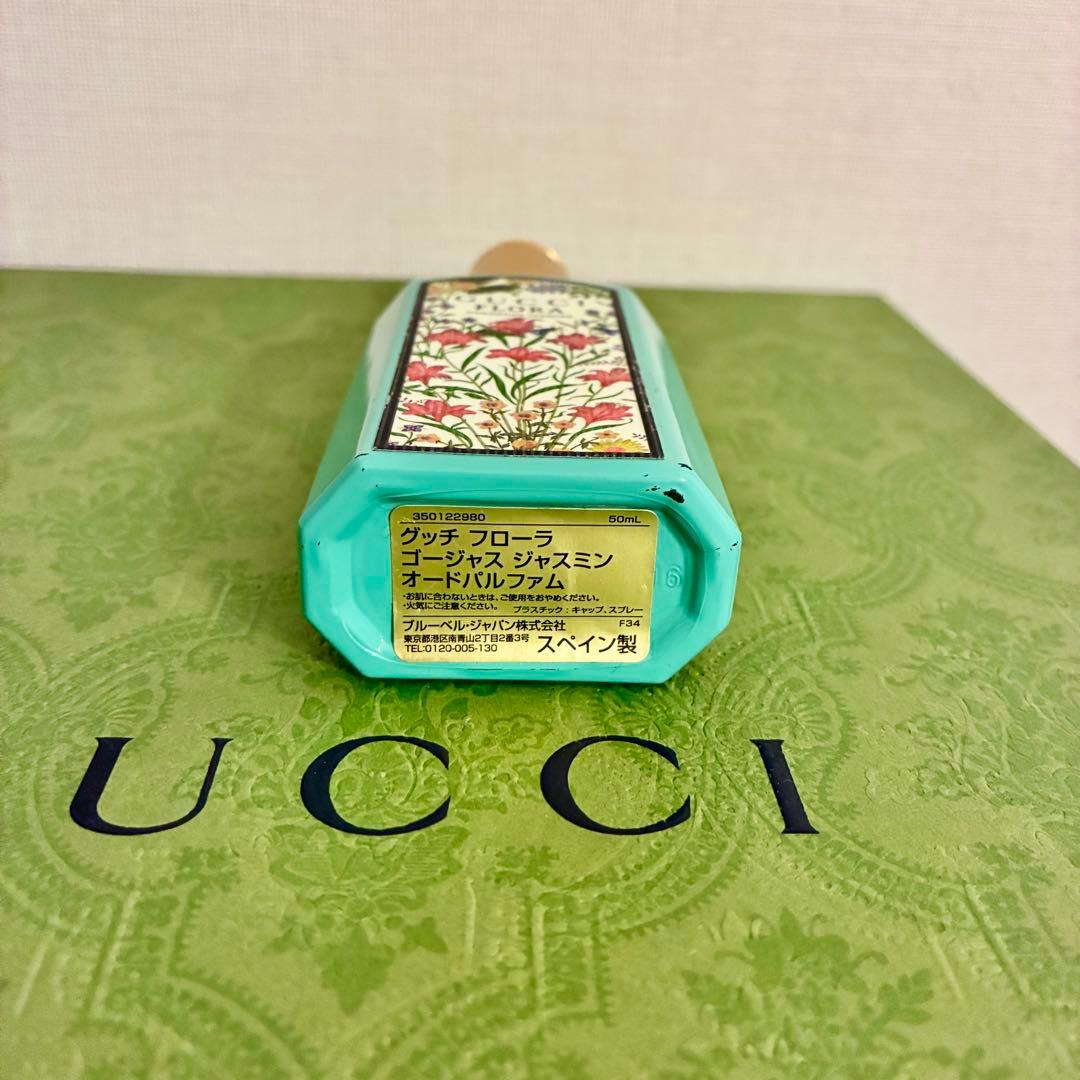 GUCCI
FLORA
350122980 50mL
グッチ フローラ
ゴージャス ジャスミン
オードパルファム
・お肌に合わないときは、ご使用をおやめください。
・火気にご注意ください。 プラスチック：キャップ、スプレー
ブルーベル・ジャパン株式会社 F34
東京都港区南青山2丁目2番3号
TEL:0120-005-130 スペイン製
6
UCCI